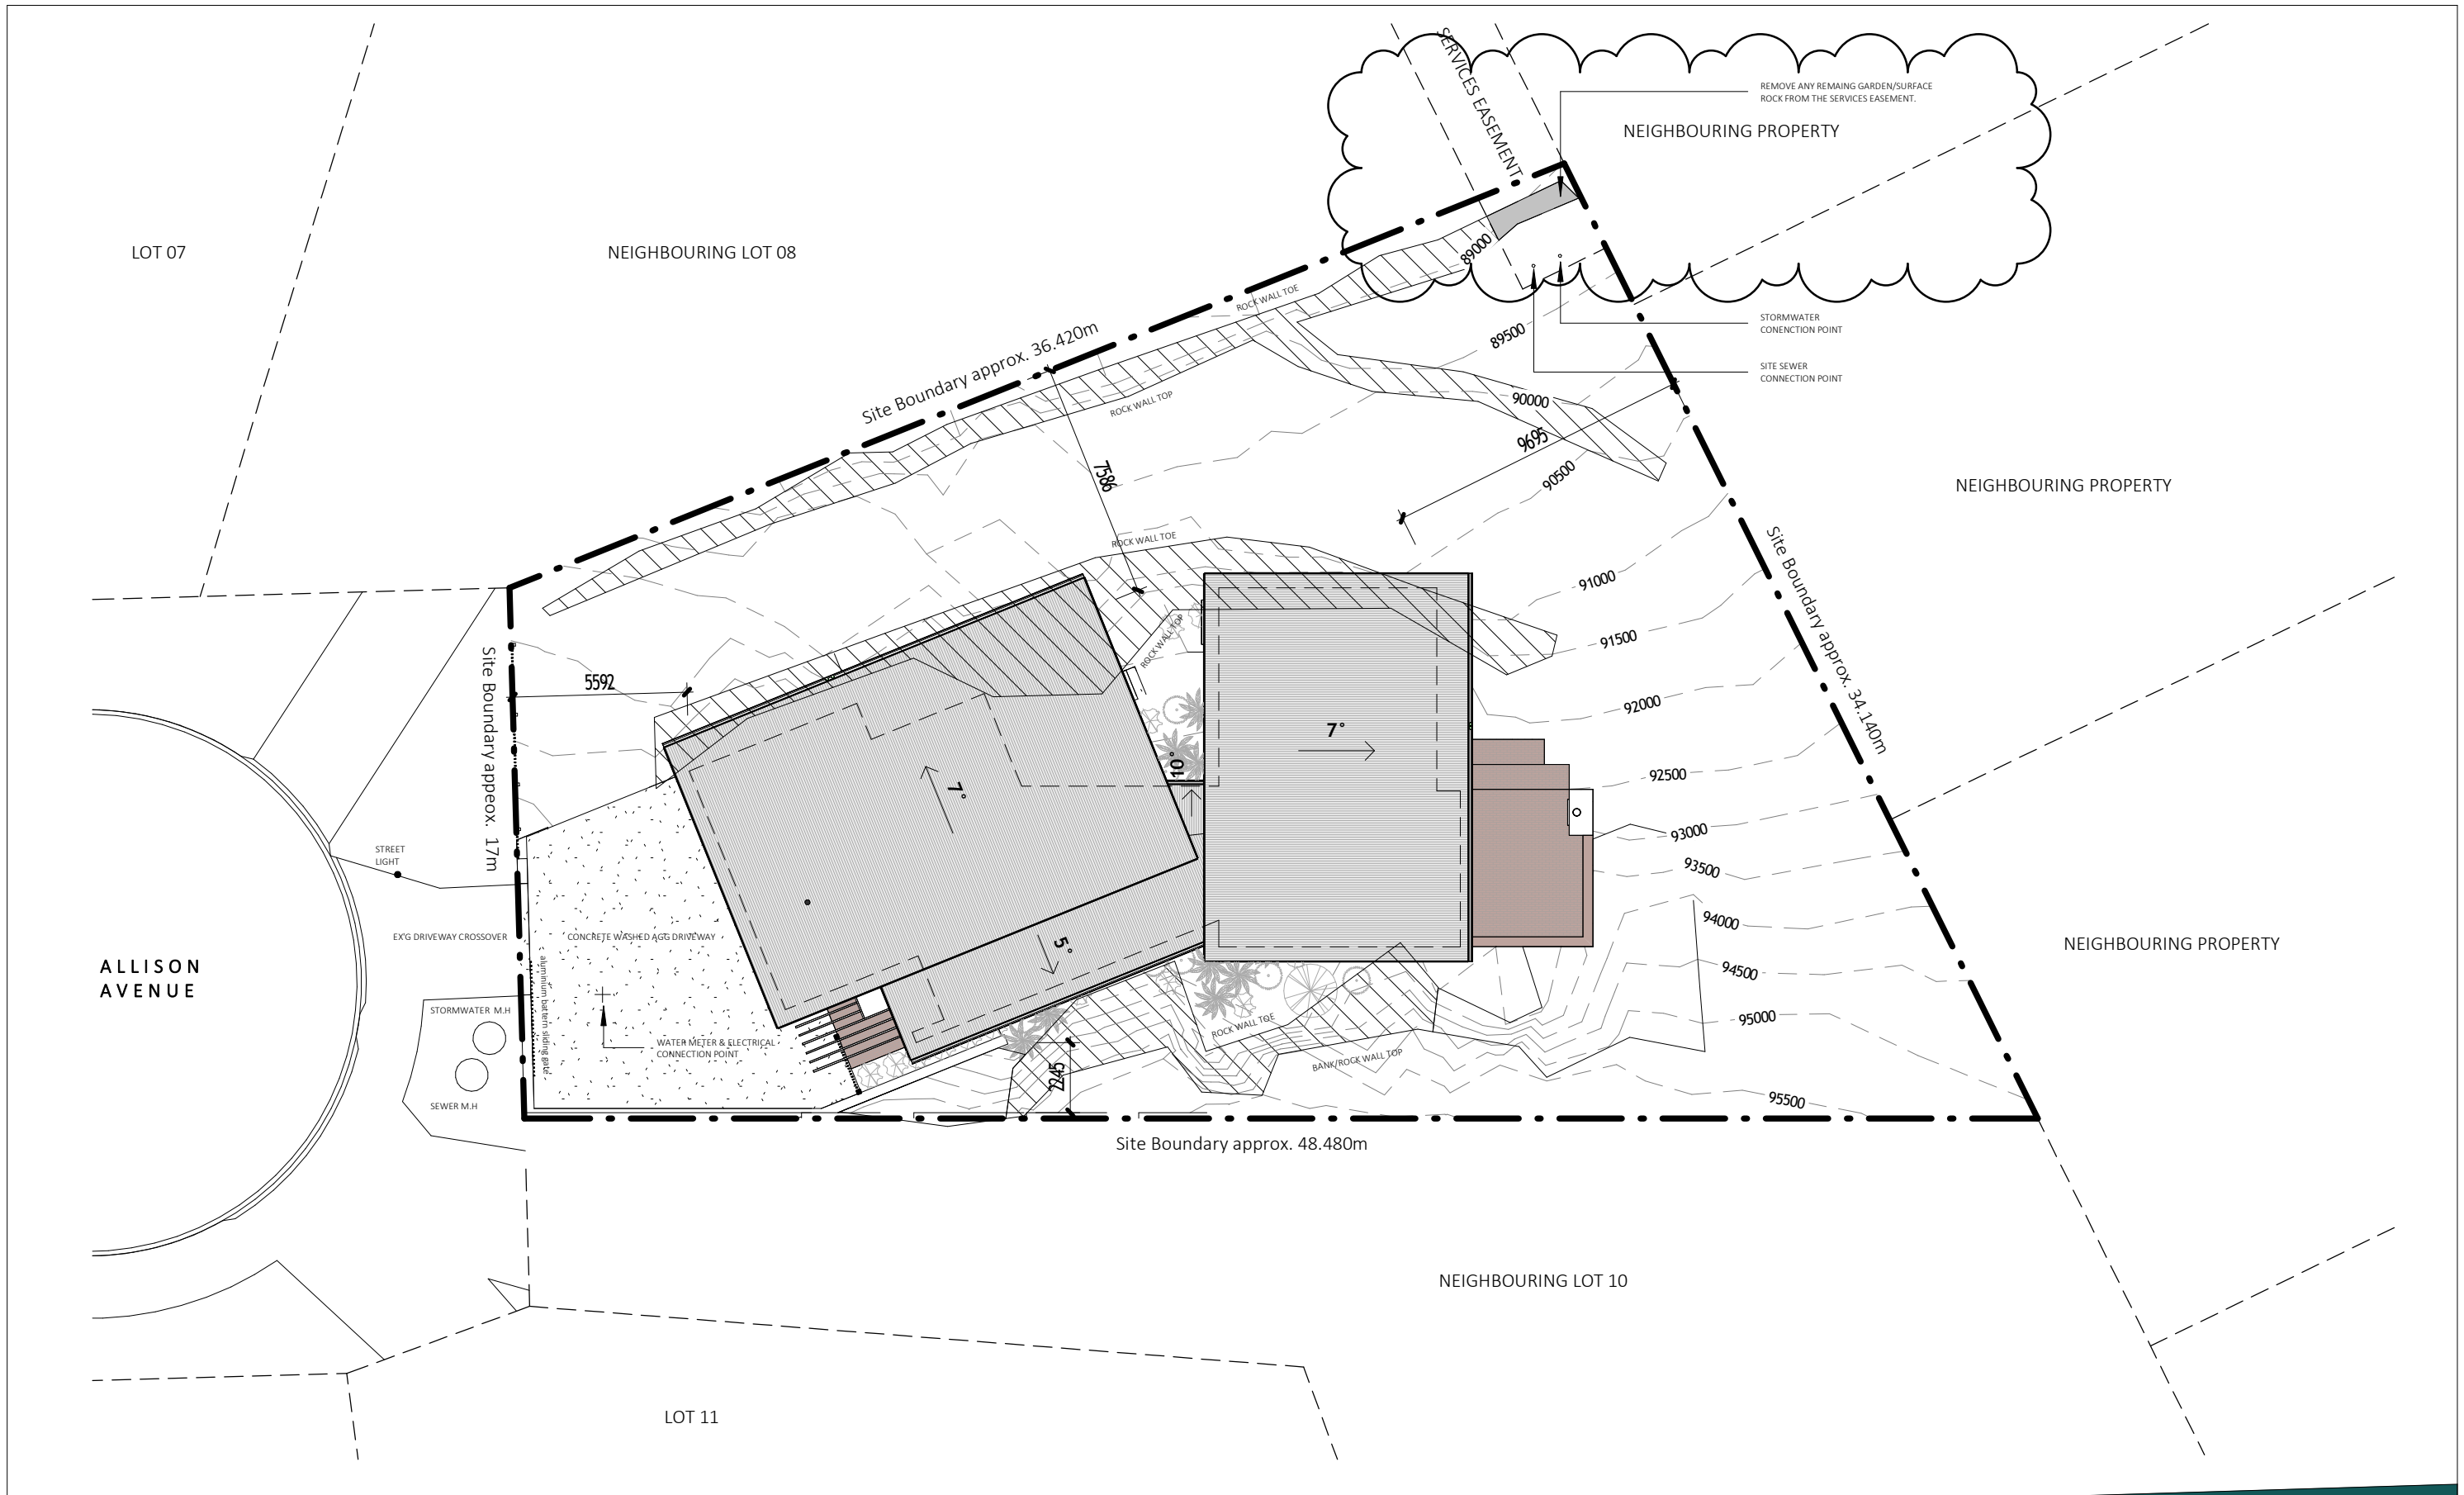 SERVICES EASEMENT
REMOVE ANY REMAING GARDEN/SURFACE
ROCK FROM THE SERVICES EASEMENT.
NEIGHBOURING PROPERTY
LOT 07
NEIGHBOURING LOT 08
89000
ROCK WALL TOE
STORMWATER
CONENCTION POINT
89500
Site Boundary approx. 36.420m
SITE SEWER
CONNECTION POINT
ROCK WALL TOP
90000
9695
7586
90500
NEIGHBOURING PROPERTY
ROCK WALL TOE
91000
Site Boundary approx. 34.140m
ROCK WALL TOP
91500
5592
Site Boundary appeox. 17m
92000
7°
10°
92500
7°
93000
STREET
LIGHT
93500
94000
EX'G DRIVEWAY CROSSOVER
CONCRETE WASHED AGG DRIVEWAY
5°
NEIGHBOURING PROPERTY
ALLISON
AVENUE
94500
aluminium battern sliding gate
STORMWATER M.H
95000
ROCK WALL TOE
WATER METER & ELECTRICAL
CONNECTION POINT
BANK/ROCK WALL TOP
2245
SEWER M.H
95500
Site Boundary approx. 48.480m
NEIGHBOURING LOT 10
LOT 11